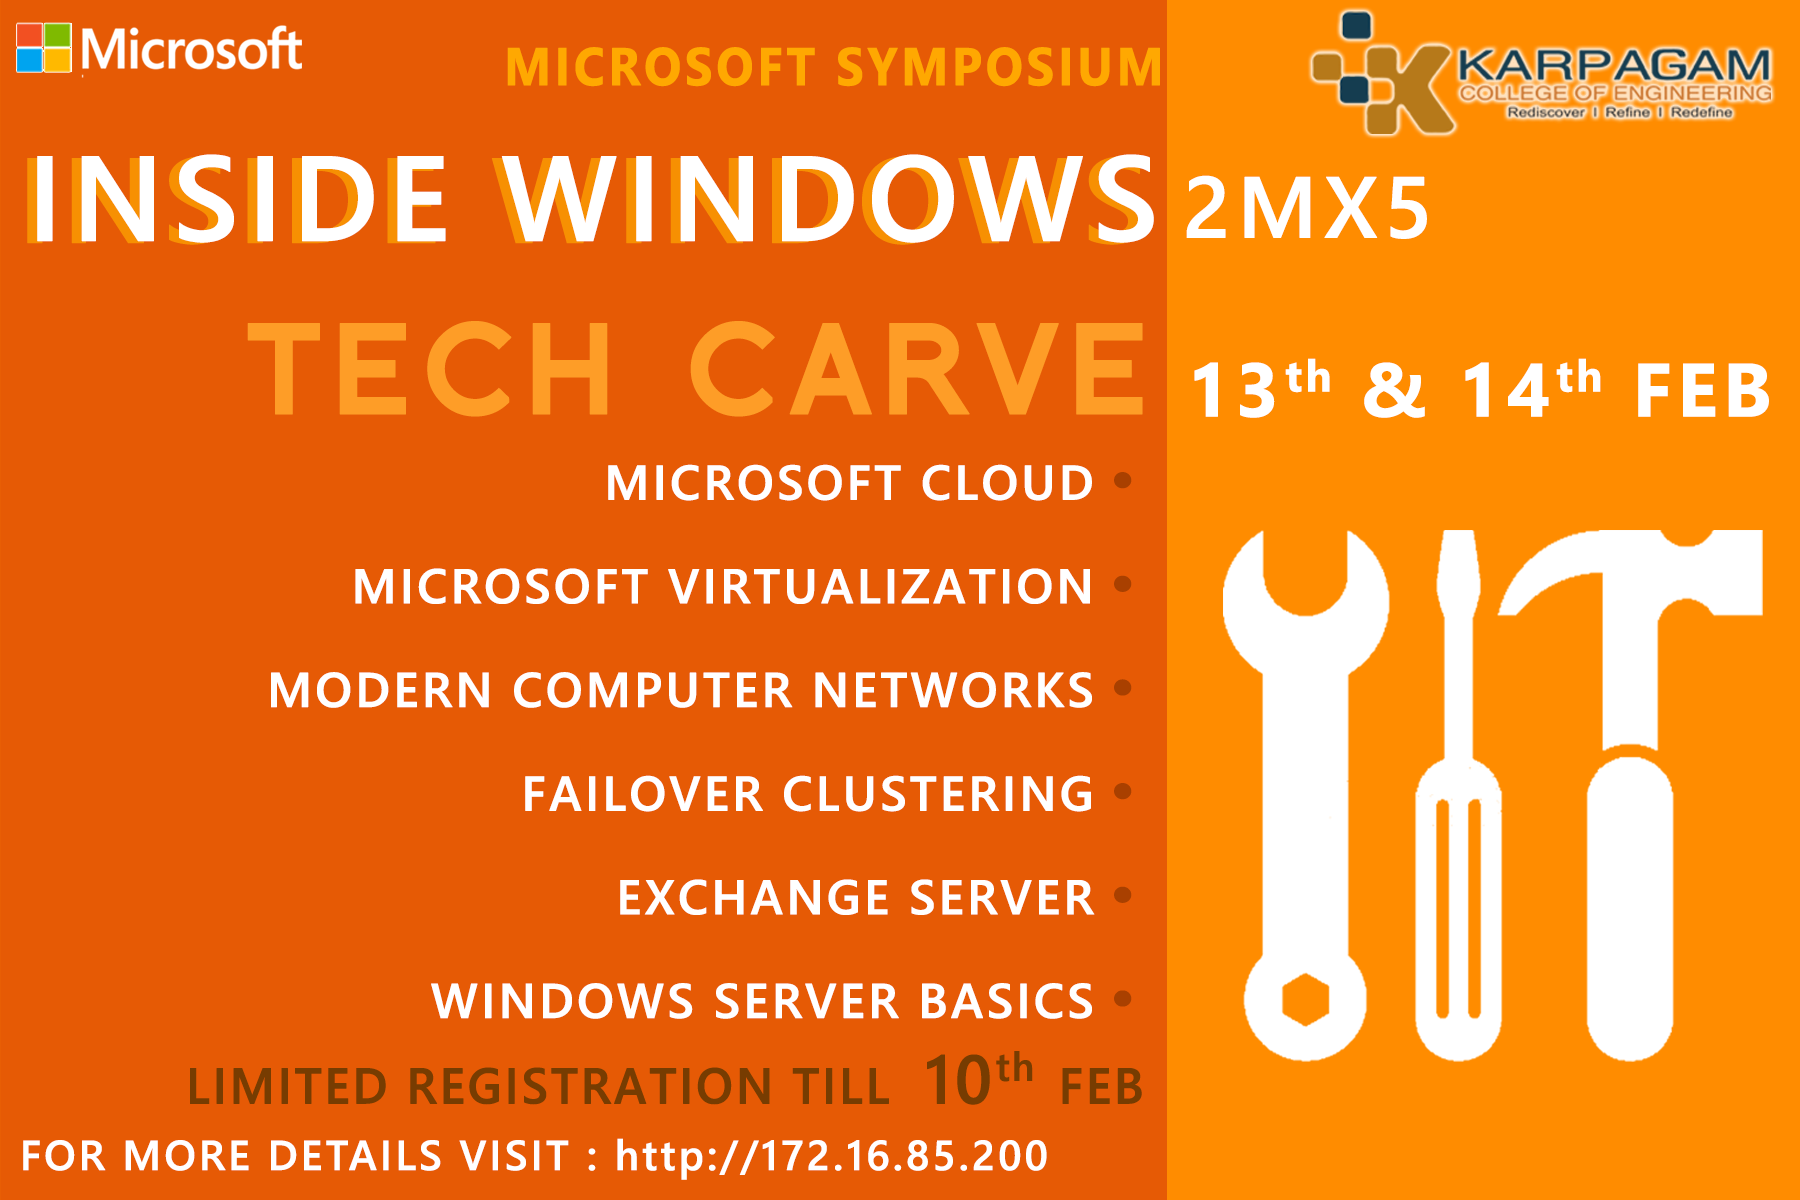 Microsoft
MICROSOFT SYMPOSIUM
KARPAGAM
COLLEGE OF ENGINEERING
Rediscover I Refine I Redefine
INSIDE WINDOWS 2MX5
TECH CARVE
13th & 14th FEB
MICROSOFT CLOUD •
MICROSOFT VIRTUALIZATION •
MODERN COMPUTER NETWORKS •
FAILOVER CLUSTERING •
EXCHANGE SERVER •
WINDOWS SERVER BASICS •
LIMITED REGISTRATION TILL 10th FEB
FOR MORE DETAILS VISIT : http://172.16.85.200